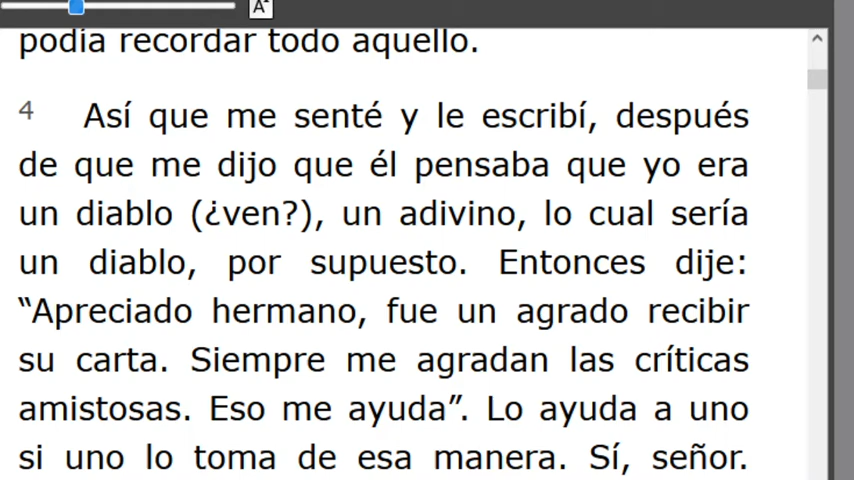 A
podía recordar todo aquello.
4 Así que me senté y le escribí, después
de que me dijo que él pensaba que yo era
un diablo (¿ven?), un adivino, lo cual sería
un diablo, por supuesto. Entonces dije:
“Apreciado hermano, fue un agrado recibir
su carta. Siempre me agradan las críticas
amistosas. Eso me ayuda”. Lo ayuda a uno
si uno lo toma de esa manera. Sí, señor.